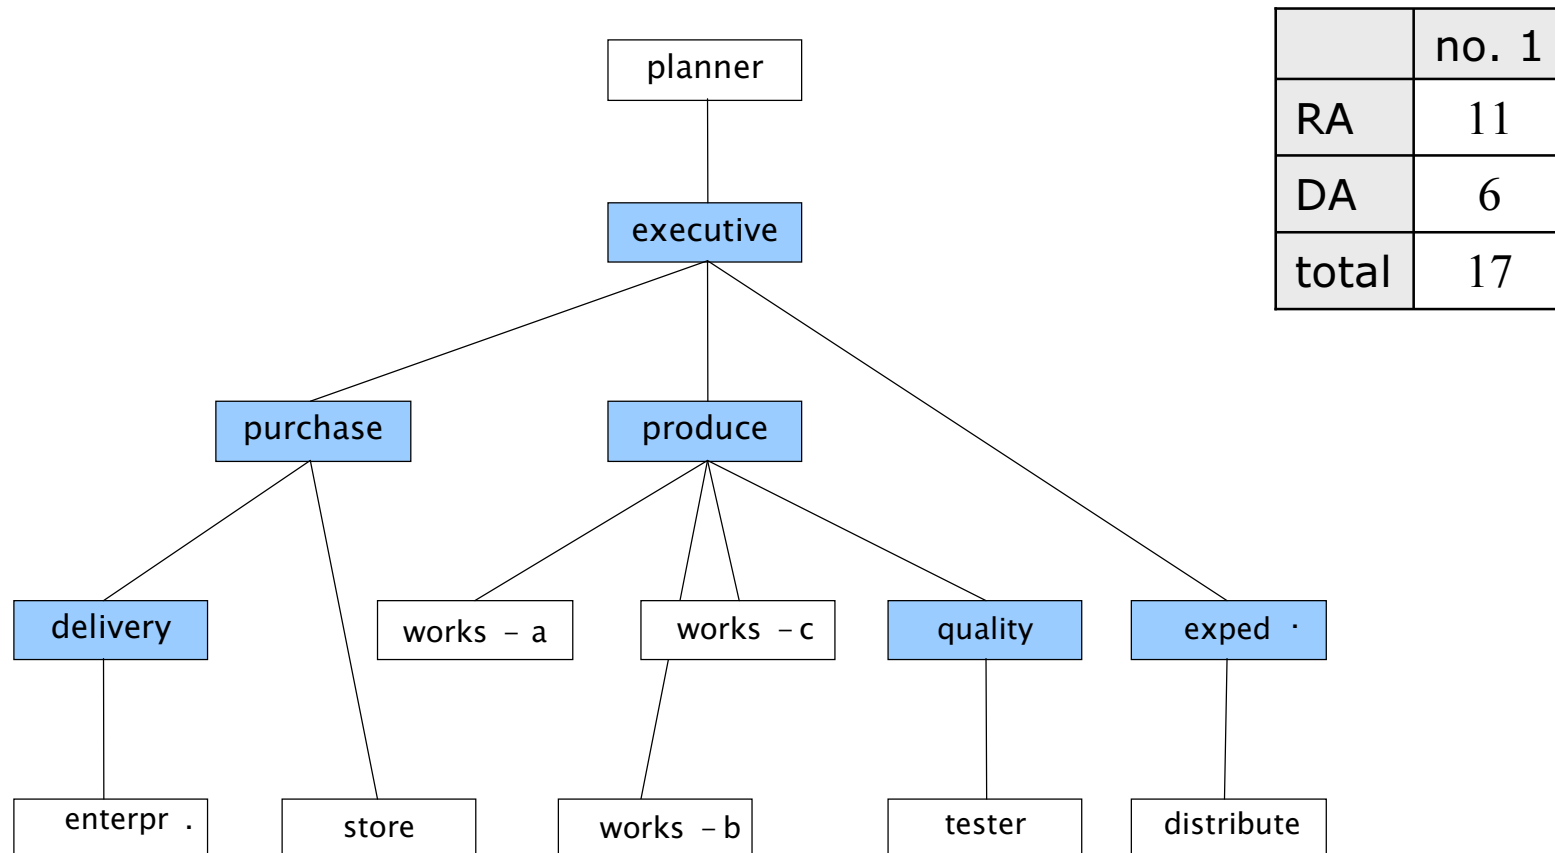 planner
no. 1
RA 11
DA 6
total 17
executive
purchase
produce
delivery
works – a
works – c
quality
exped .
enterpr .
store
works – b
tester
distribute